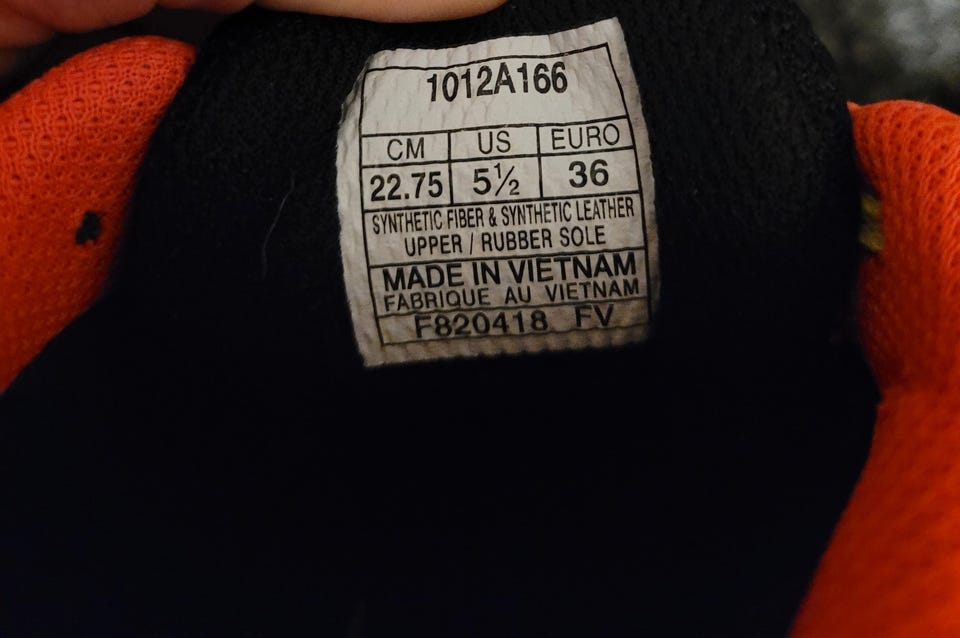 1012A166
CM US EURO
22.75 5½ 36
SYNTHETIC FIBER & SYNTHETIC LEATHER
UPPER / RUBBER SOLE
MADE IN VIETNAM
FABRIQUE AU VIETNAM
F820418 FV